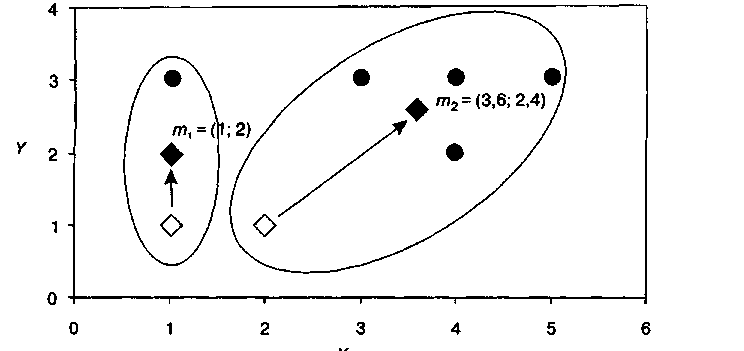 4
3
m₂ = (3,6; 2,4)
m₁ = (1; 2)
Y
2
1
0
0 1 2 3 4 5 6